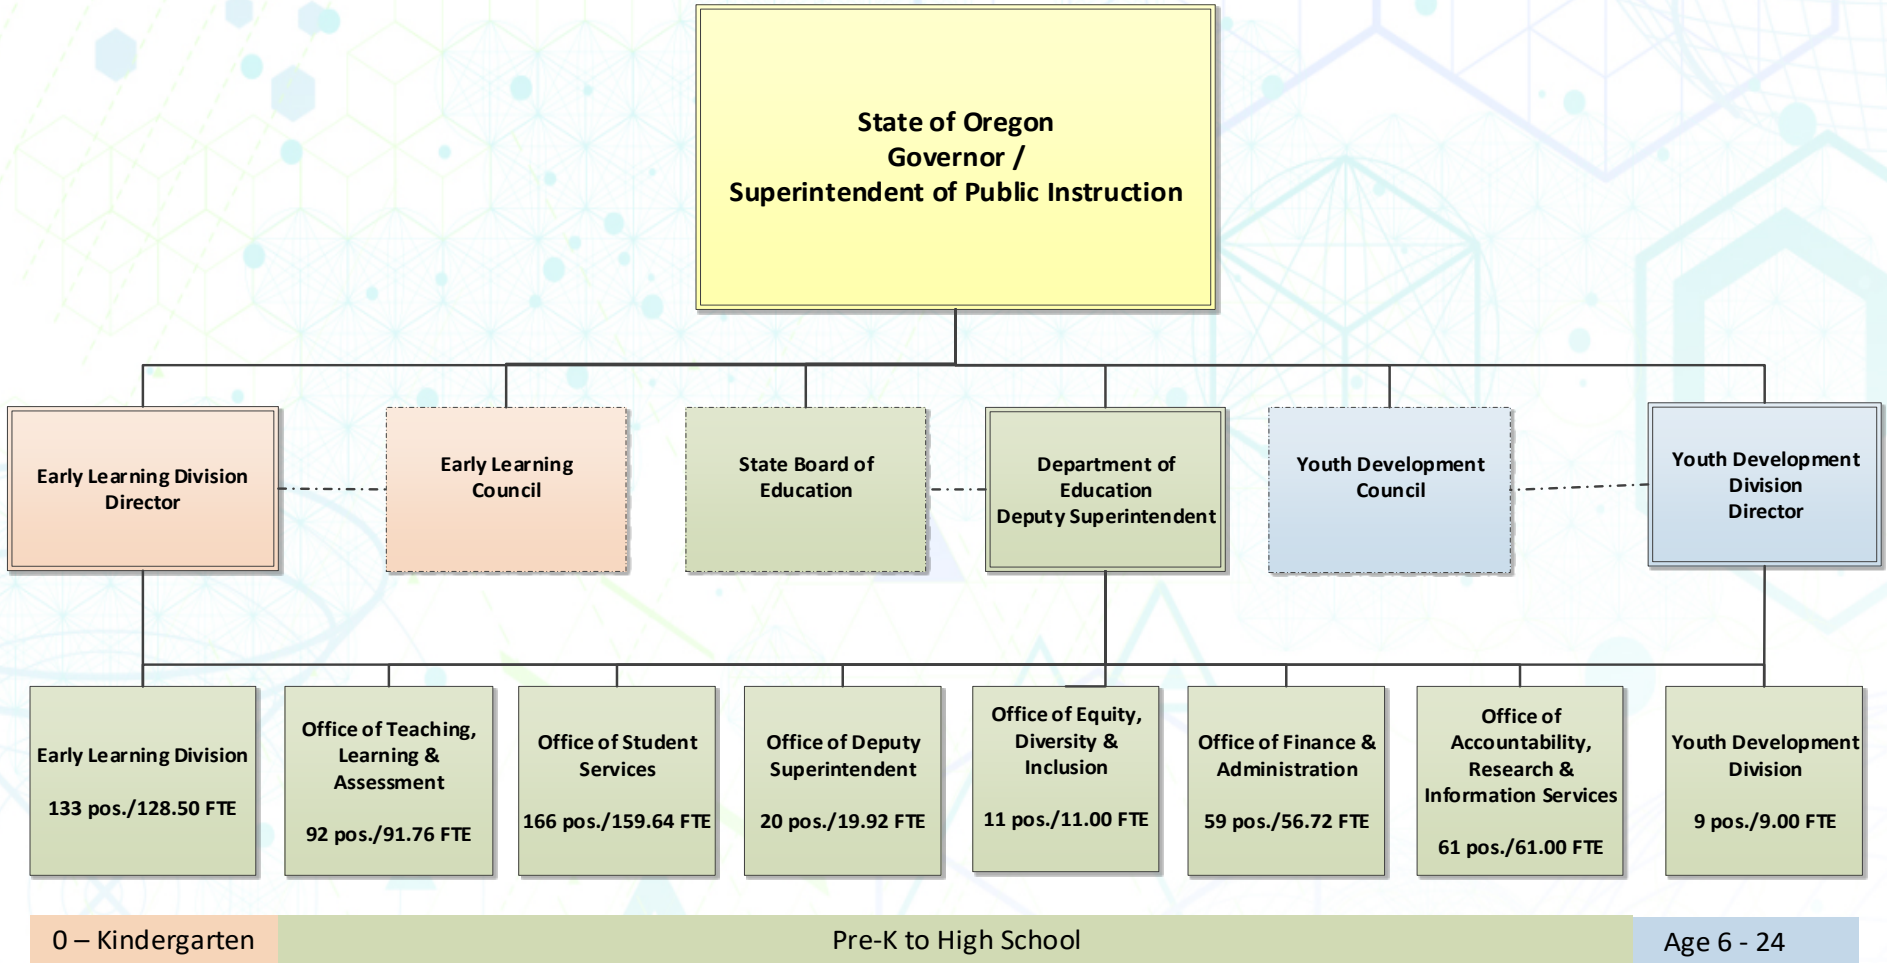 State of Oregon
Governor /
Superintendent of Public Instruction
Early Learning Division
Director
Early Learning
Council
State Board of
Education
Department of
Education
Deputy Superintendent
Youth Development
Council
Youth Development
Division
Director
Early Learning Division
133 pos./128.50 FTE
Office of Teaching,
Learning &
Assessment
92 pos./91.76 FTE
Office of Student
Services
166 pos./159.64 FTE
Office of Deputy
Superintendent
20 pos./19.92 FTE
Office of Equity,
Diversity &
Inclusion
11 pos./11.00 FTE
Office of Finance &
Administration
59 pos./56.72 FTE
Office of
Accountability,
Research &
Information Services
61 pos./61.00 FTE
Youth Development
Division
9 pos./9.00 FTE
0 – Kindergarten
Pre-K to High School
Age 6 - 24